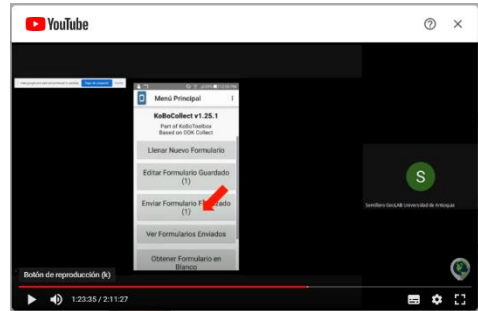 YouTube
Menú Principal
KoBoCollect v1.25.1
Part of KoBoToolbox
Based on ODK Collect
Llenar Nuevo Formulario
Editar Formulario Guardado
(1)
Enviar Formulario Finalizado
(1)
Ver Formularios Enviados
Obtener Formulario en
Blanco
S
Semillero GeoLAB Universidad de Antioquia
Botón de reproducción (k)
1:23:35 / 2:11:27